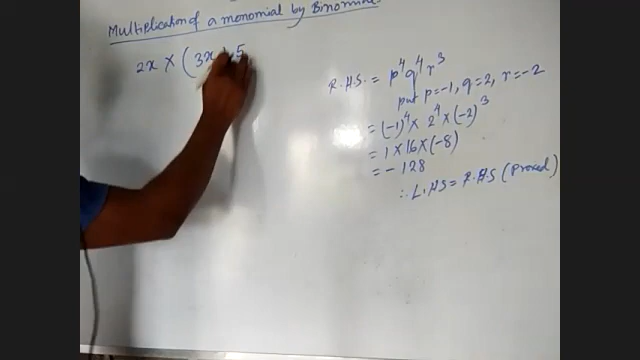 Multiplication of a monomial by Binomial
2x × (3x + 5
R.H.S. = p⁴q⁴r³
put p=-1, q=2, r=-2
= (-1)⁴ × 2⁴ × (-2)³
= 1 × 16 × (-8)
= - 128
∴ L.H.S = R.H.S (Proved)